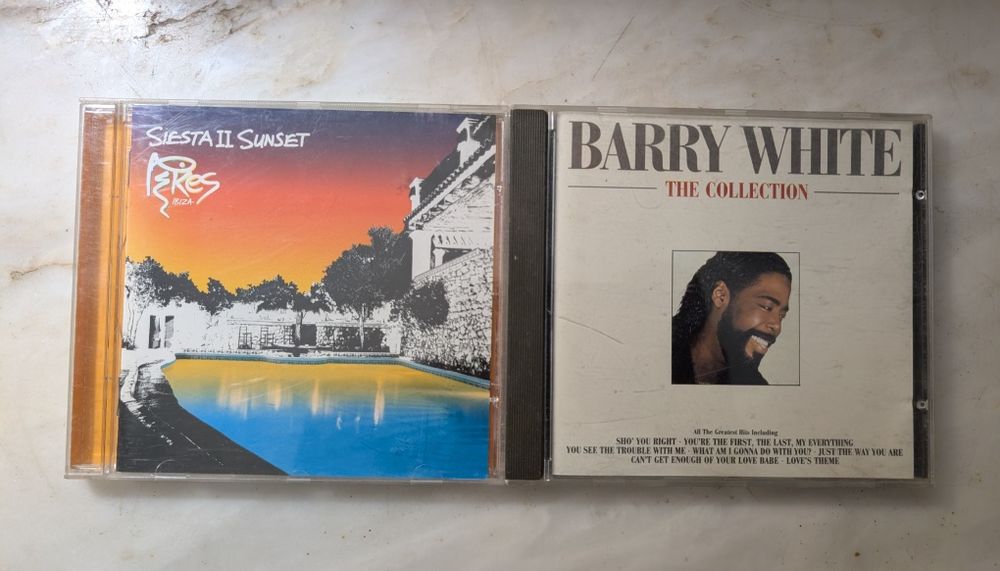 SIESTA II SUNSET
PIKES
IBIZA
BARRY WHITE
THE COLLECTION
All The Greatest Hits Including
SHO' YOU RIGHT - YOU'RE THE FIRST, THE LAST, MY EVERYTHING
YOU SEE THE TROUBLE WITH ME - WHAT AM I GONNA DO WITH YOU? - JUST THE WAY YOU ARE
CAN'T GET ENOUGH OF YOUR LOVE BABE - LOVE'S THEME